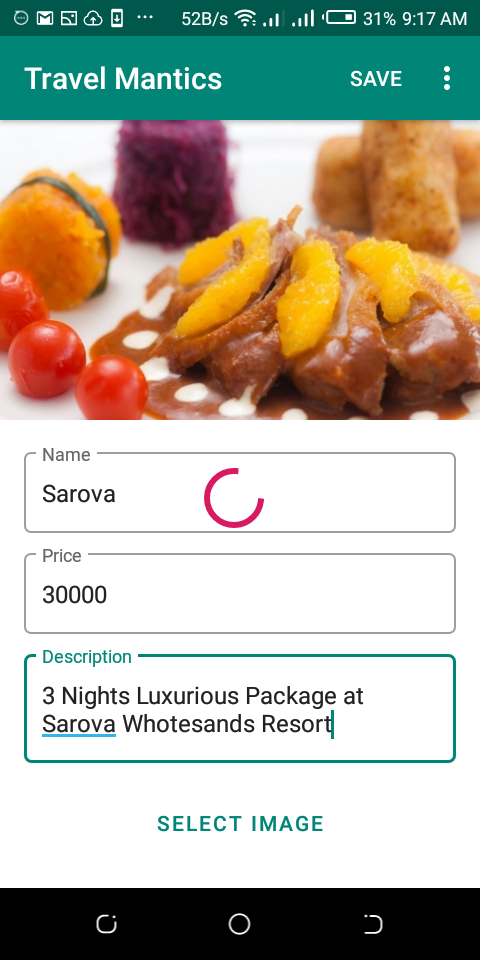 52B/s 31% 9:17 AM
Travel Mantics SAVE
Name
Sarova
Price
30000
Description
3 Nights Luxurious Package at
Sarova Whotesands Resort
SELECT IMAGE